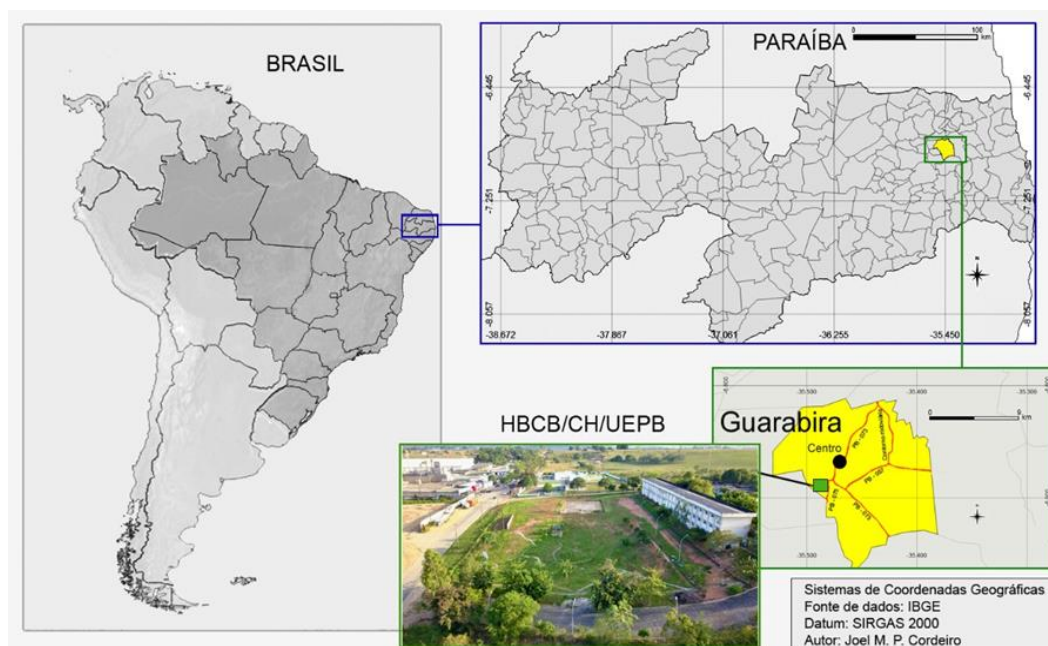 BRASIL
PARAÍBA
0 100
km
-6.445
-6.445
-7.251
-7.251
-8.057
-8.057
-38.672 -37.867 -37.061 -36.255 -35.450
N
HBCB/CH/UEPB
-35.500 -35.400
Guarabira
0 9
km
Centro
PB - 073
PB - 075
PB - 075
-35.500 -35.400
Sistemas de Coordenadas Geográficas
Fonte de dados: IBGE
Datum: SIRGAS 2000
Autor: Joel M. P. Cordeiro